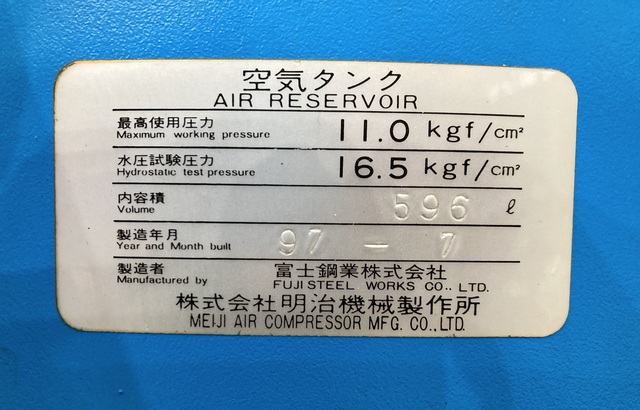 空気タンク
AIR RESERVOIR
最高使用圧力 11.0 kgf/cm²
Maximum working pressure
水圧試験圧力 16.5 kgf/cm²
Hydrostatic test pressure
内容積 596 ℓ
Volume
製造年月 97 - 7
Year and Month built
製造者 富士鋼業株式会社
Manufactured by FUJI STEEL WORKS CO., LTD.
株式会社明治機械製作所
MEIJI AIR COMPRESSOR MFG. CO., LTD.